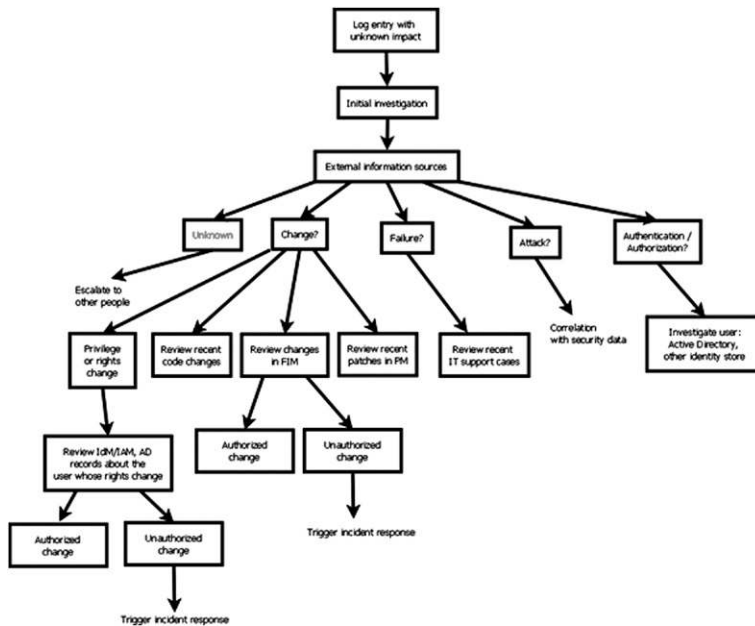 Log entry with
unknown impact
Initial investigation
External information sources
Unknown
Change?
Failure?
Attack?
Authentication /
Authorization?
Escalate to
other people
Privilege
or rights
change
Review recent
code changes
Review changes
in FIM
Review recent
patches in PM
Review recent
IT support cases
Correlation
with security data
Investigate user:
Active Directory,
other identity store
Review IdM/IAM, AD
records about the
user whose rights change
Authorized
change
Unauthorized
change
Trigger incident response
Authorized
change
Unauthorized
change
Trigger incident response